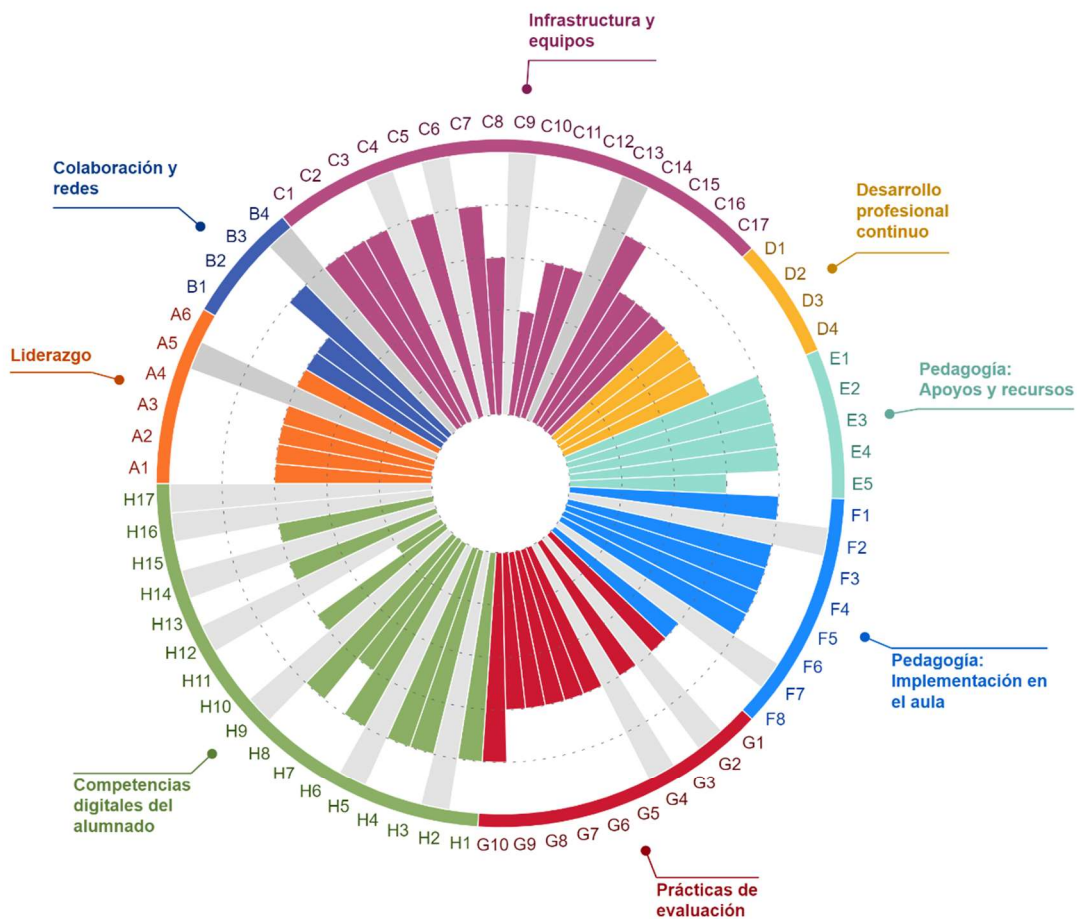 Infrastructura y
equipos
Colaboración y
redes
Desarrollo
profesional
continuo
Liderazgo
Pedagogía:
Apoyos y recursos
Pedagogía:
Implementación en
el aula
Competencias
digitales del
alumnado
Prácticas de
evaluación
A1
A2
A3
A4
A5
A6
B1
B2
B3
B4
C1
C2
C3
C4
C5
C6
C7
C8
C9
C10
C11
C12
C13
C14
C15
C16
C17
D1
D2
D3
D4
E1
E2
E3
E4
E5
F1
F2
F3
F4
F5
F6
F7
F8
G1
G2
G3
G4
G5
G6
G7
G8
G9
G10
H1
H2
H3
H4
H5
H6
H7
H8
H9
H10
H11
H12
H13
H14
H15
H16
H17